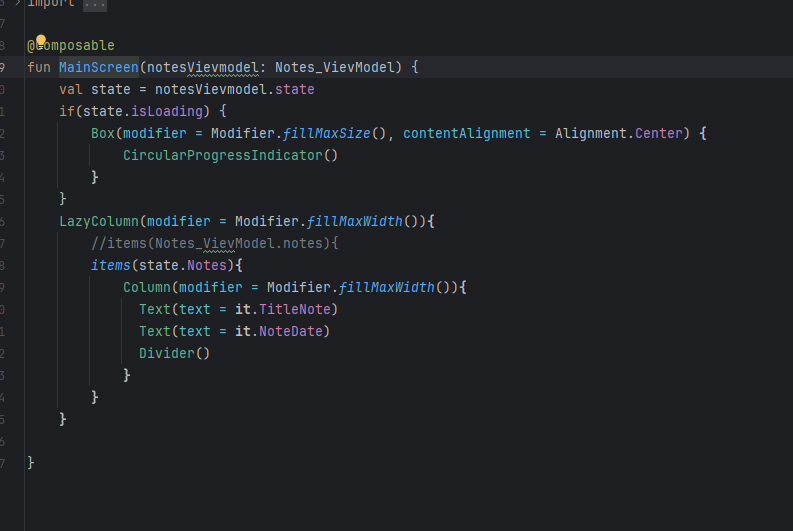 import ...
@Composable
fun MainScreen(notesVievmodel: Notes_VievModel) {
    val state = notesVievmodel.state
    if(state.isLoading) {
        Box(modifier = Modifier.fillMaxSize(), contentAlignment = Alignment.Center) {
            CircularProgressIndicator()
        }
    }
    LazyColumn(modifier = Modifier.fillMaxWidth()){
        //items(Notes_VievModel.notes){
        items(state.Notes){
            Column(modifier = Modifier.fillMaxWidth()){
              Text(text = it.TitleNote)
              Text(text = it.NoteDate)
              Divider()
            }
        }
    }
}